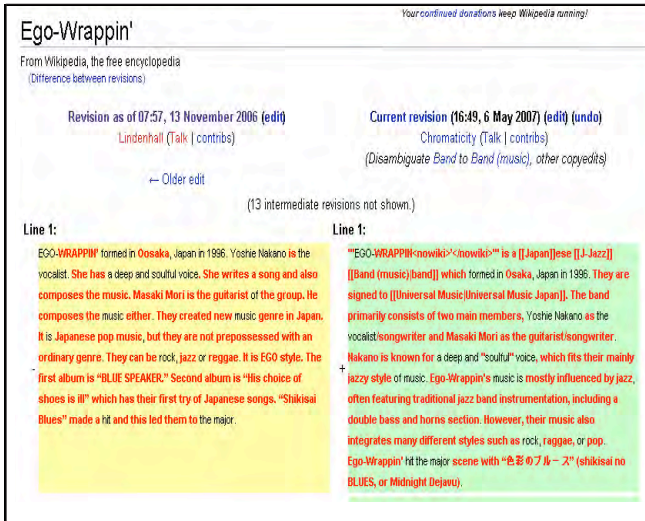 Your continued donations keep Wikipedia running!
Ego-Wrappin'
From Wikipedia, the free encyclopedia
(Difference between revisions)
Revision as of 07:57, 13 November 2006 (edit)
Lindenhall (Talk | contribs)
← Older edit
Current revision (16:49, 6 May 2007) (edit) (undo)
Chromaticity (Talk | contribs)
(Disambiguate Band to Band (music), other copyedits)
(13 intermediate revisions not shown.)
Line 1:
-
EGO-WRAPPIN' formed in Oosaka, Japan in 1996. Yoshie Nakano is the
vocalist. She has a deep and soulful voice. She writes a song and also
composes the music. Masaki Mori is the guitarist of the group. He
composes the music either. They created new music genre in Japan.
It is Japanese pop music, but they are not prepossessed with an
ordinary genre. They can be rock, jazz or reggae. It is EGO style. The
first album is “BLUE SPEAKER.” Second album is “His choice of
shoes is ill” which has their first try of Japanese songs. “Shikisai
Blues” made a hit and this led them to the major.
Line 1:
+
'''EGO-WRAPPIN<nowiki>'</nowiki>''' is a [[Japan]]ese [[J-Jazz]]
[[Band (music)|band]] which formed in Osaka, Japan in 1996. They are
signed to [[Universal Music|Universal Music Japan]]. The band
primarily consists of two main members, Yoshie Nakano as the
vocalist/songwriter and Masaki Mori as the guitarist/songwriter.
Nakano is known for a deep and "soulful" voice, which fits their mainly
jazzy style of music. Ego-Wrappin's music is mostly influenced by jazz,
often featuring traditional jazz band instrumentation, including a
double bass and horns section. However, their music also
integrates many different styles such as rock, raggae, or pop.
Ego-Wrappin' hit the major scene with “色彩のブルース” (shikisai no
BLUES, or Midnight Dejavu).